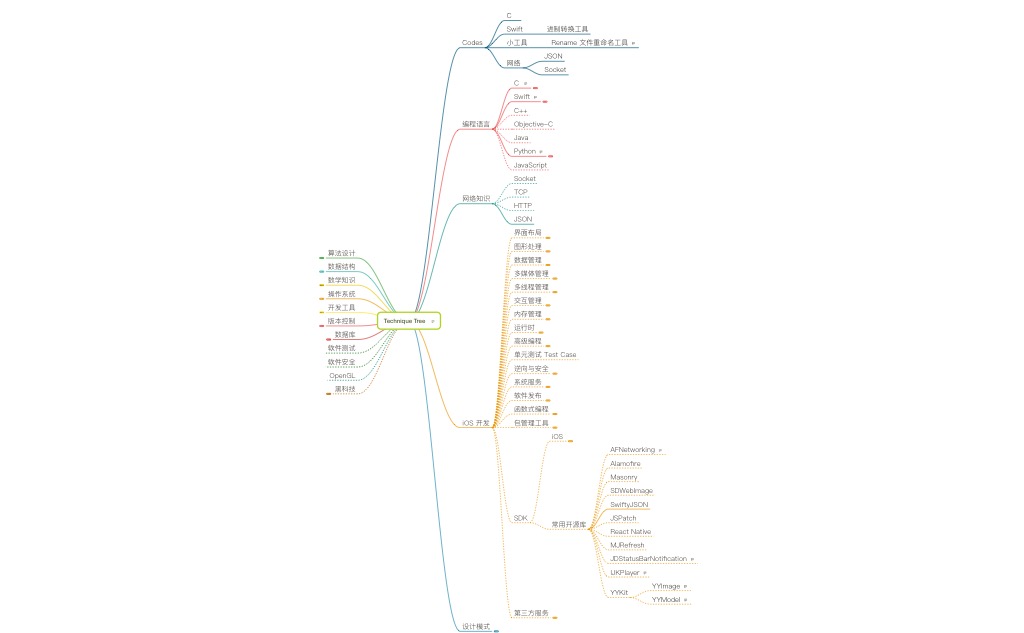 Technique Tree
Codes
C
Swift
进制转换工具
小工具
Rename 文件重命名工具
网络
JSON
Socket
编程语言
C
Swift
C++
Objective-C
Java
Python
JavaScript
网络知识
Socket
TCP
HTTP
JSON
iOS 开发
界面布局
图形处理
数据管理
多媒体管理
多线程管理
交互管理
内存管理
运行时
高级编程
单元测试 Test Case
逆向与安全
系统服务
软件发布
函数式编程
包管理工具
SDK
iOS
常用开源库
AFNetworking
Alamofire
Masonry
SDWebImage
SwiftyJSON
JSPatch
React Native
MJRefresh
JDStatusBarNotification
IJKPlayer
YYKit
YYImage
YYModel
第三方服务
设计模式
算法设计
数据结构
数学知识
操作系统
开发工具
版本控制
数据库
软件测试
软件安全
OpenGL
黑科技